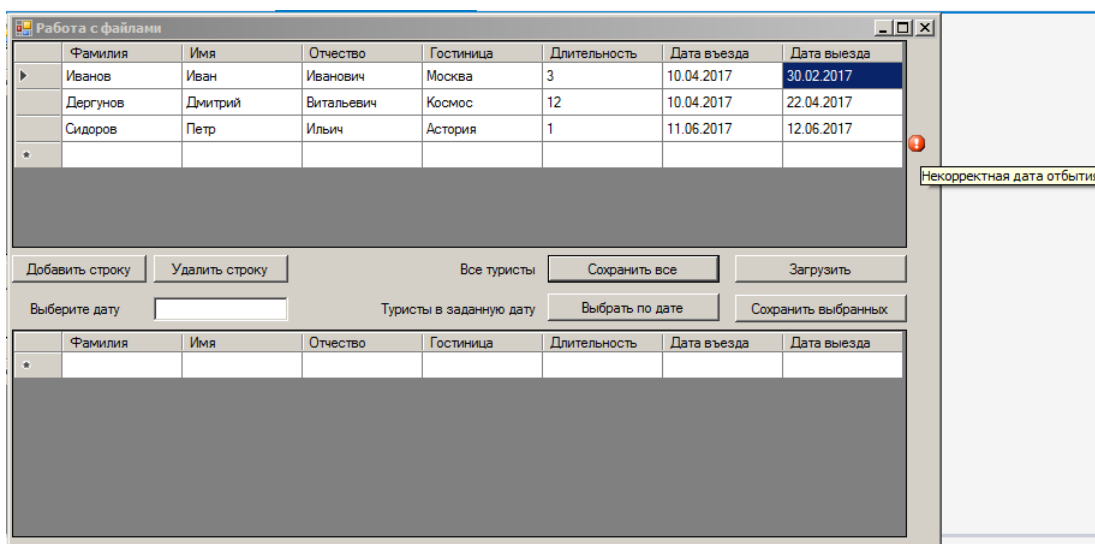 Работа с файлами
Фамилия Имя Отчество Гостиница Длительность Дата въезда Дата выезда
Иванов Иван Иванович Москва 3 10.04.2017 30.02.2017
Дергунов Дмитрий Витальевич Космос 12 10.04.2017 22.04.2017
Сидоров Петр Ильич Астория 1 11.06.2017 12.06.2017
Некорректная дата отбытия
Добавить строку Удалить строку Все туристы Сохранить все Загрузить
Выберите дату Туристы в заданную дату Выбрать по дате Сохранить выбранных
Фамилия Имя Отчество Гостиница Длительность Дата въезда Дата выезда